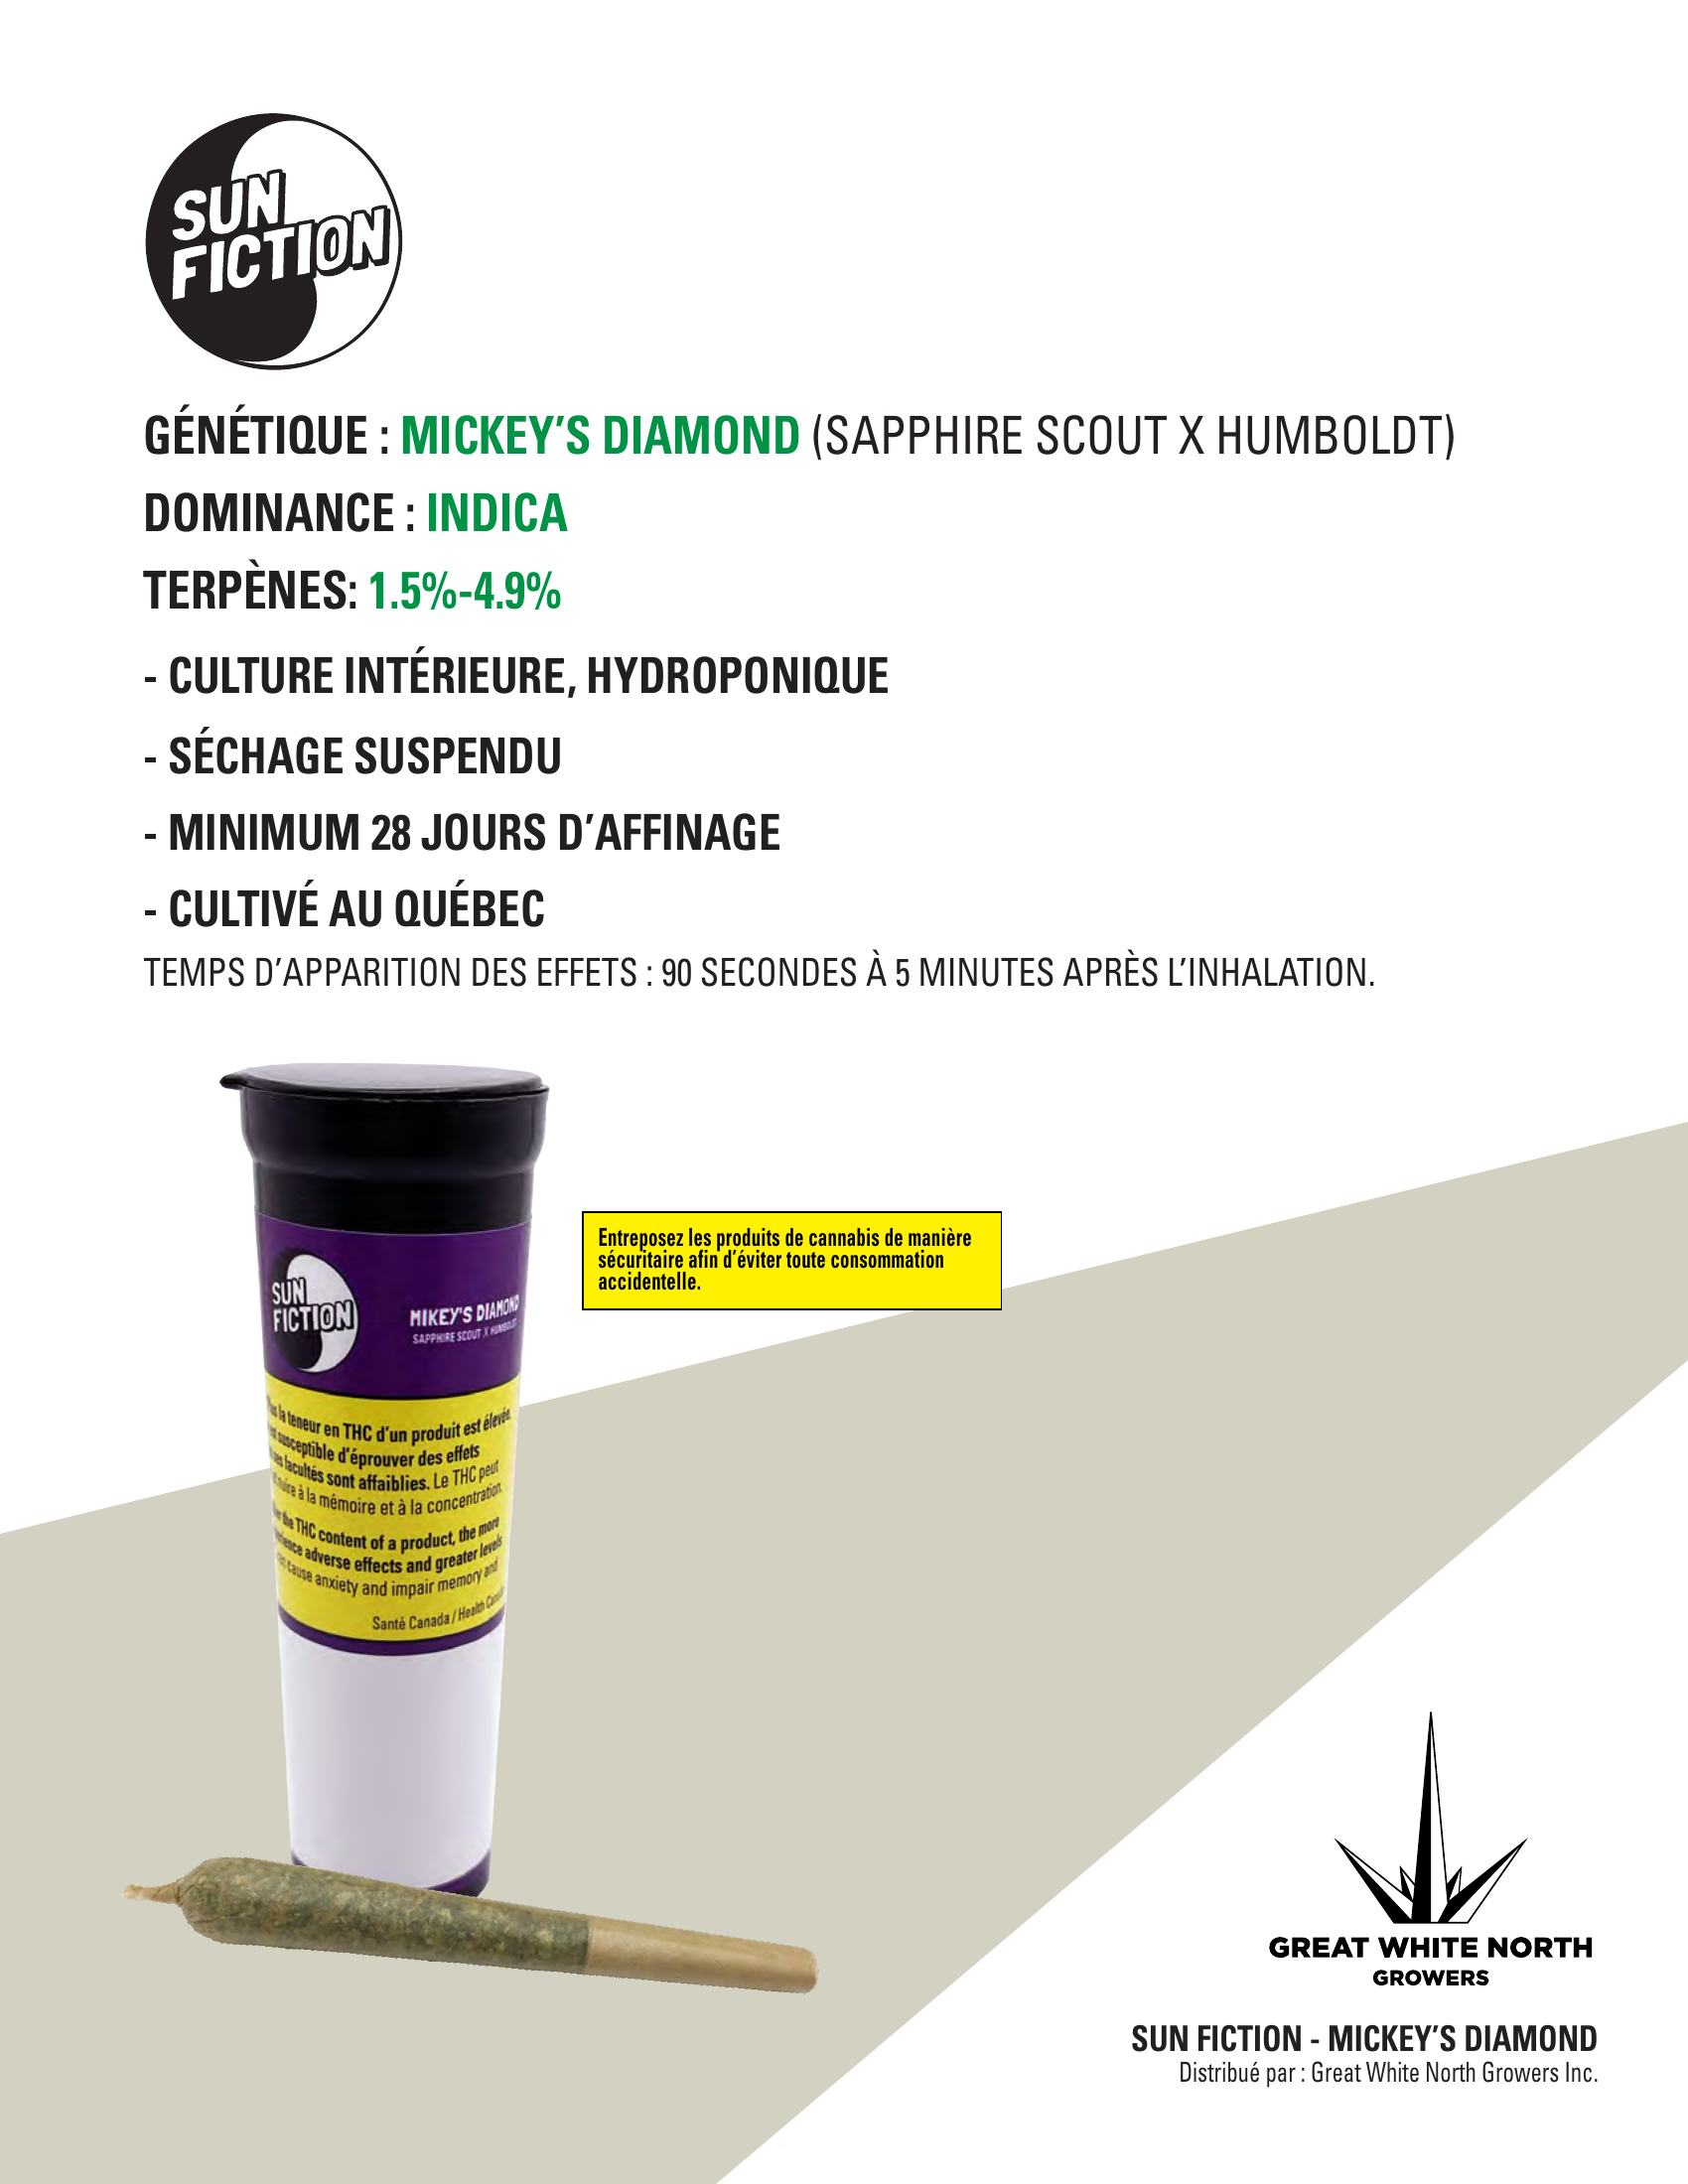 SUN
FICTION
GÉNÉTIQUE : MICKEY'S DIAMOND (SAPPHIRE SCOUT X HUMBOLDT)
DOMINANCE : INDICA
TERPÈNES: 1.5%-4.9%
- CULTURE INTÉRIEURE, HYDROPONIQUE
- SÉCHAGE SUSPENDU
- MINIMUM 28 JOURS D'AFFINAGE
- CULTIVÉ AU QUÉBEC
TEMPS D'APPARITION DES EFFETS : 90 SECONDES À 5 MINUTES APRÈS L'INHALATION.
Entreposez les produits de cannabis de manière
sécuritaire afin d'éviter toute consommation
accidentelle.
SUN
FICTION
MIKEY'S DIAMOND
SAPPHIRE SCOUT X HUMBOLDT
la teneur en THC d'un produit est élevée,
susceptible d'éprouver des effets
facultés sont affaiblies. Le THC peut
à la mémoire et à la concentration.
the THC content of a product, the more
adverse effects and greater levels
cause anxiety and impair memory and
Santé Canada / Health
GREAT WHITE NORTH
GROWERS
SUN FICTION - MICKEY'S DIAMOND
Distribué par : Great White North Growers Inc.